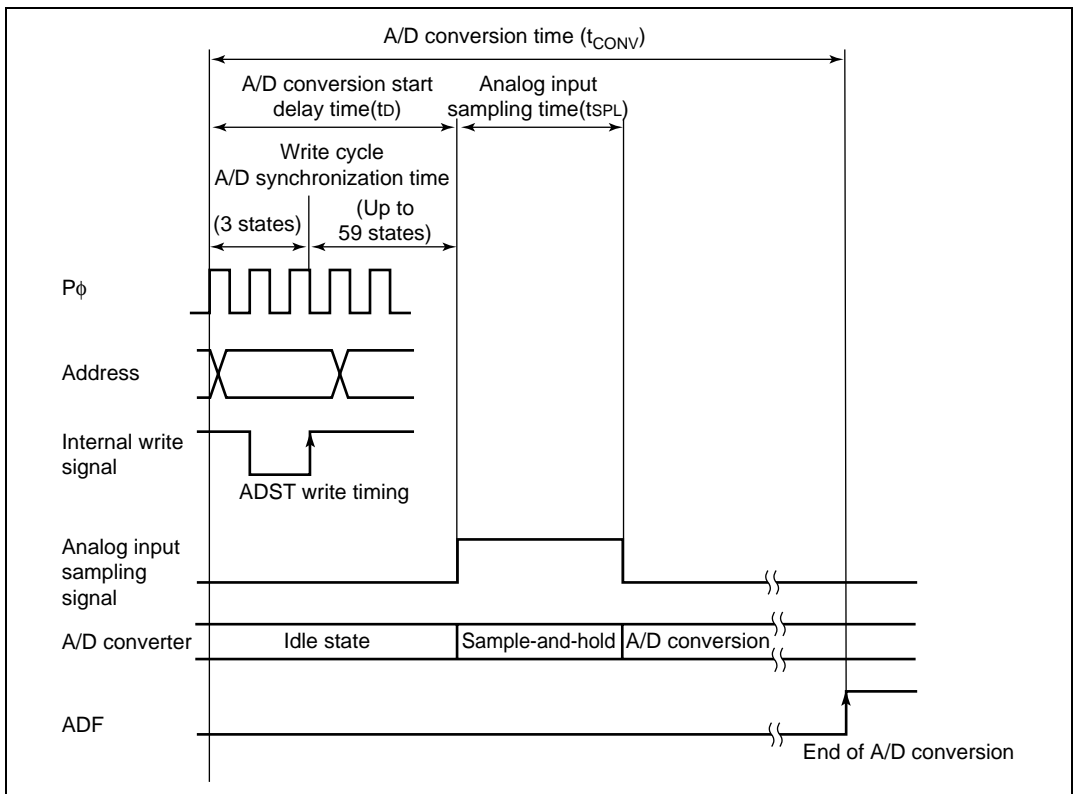 A/D conversion time (tCONV)
A/D conversion start
delay time(tD)
Analog input
sampling time(tSPL)
Write cycle
A/D synchronization time
(3 states)
(Up to
59 states)
Pϕ
Address
Internal write
signal
ADST write timing
Analog input
sampling
signal
A/D converter
Idle state
Sample-and-hold
A/D conversion
ADF
End of A/D conversion